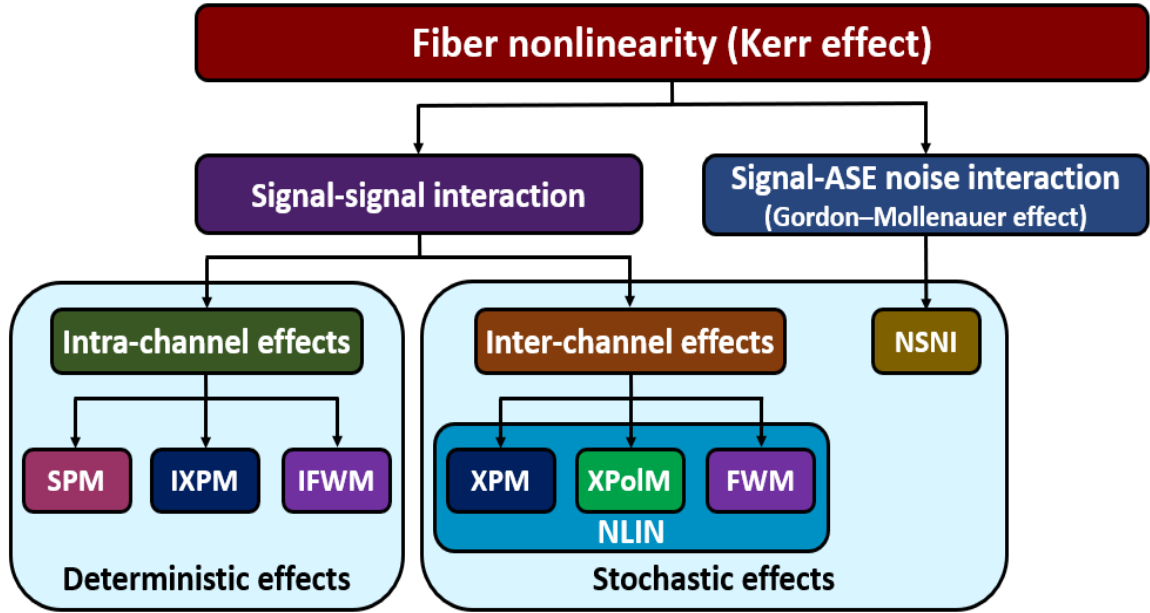 Fiber nonlinearity (Kerr effect)
Signal-signal interaction
Signal-ASE noise interaction
(Gordon–Mollenauer effect)
Intra-channel effects
Inter-channel effects
NSNI
SPM
IXPM
IFWM
XPM
XPolM
FWM
NLIN
Deterministic effects
Stochastic effects